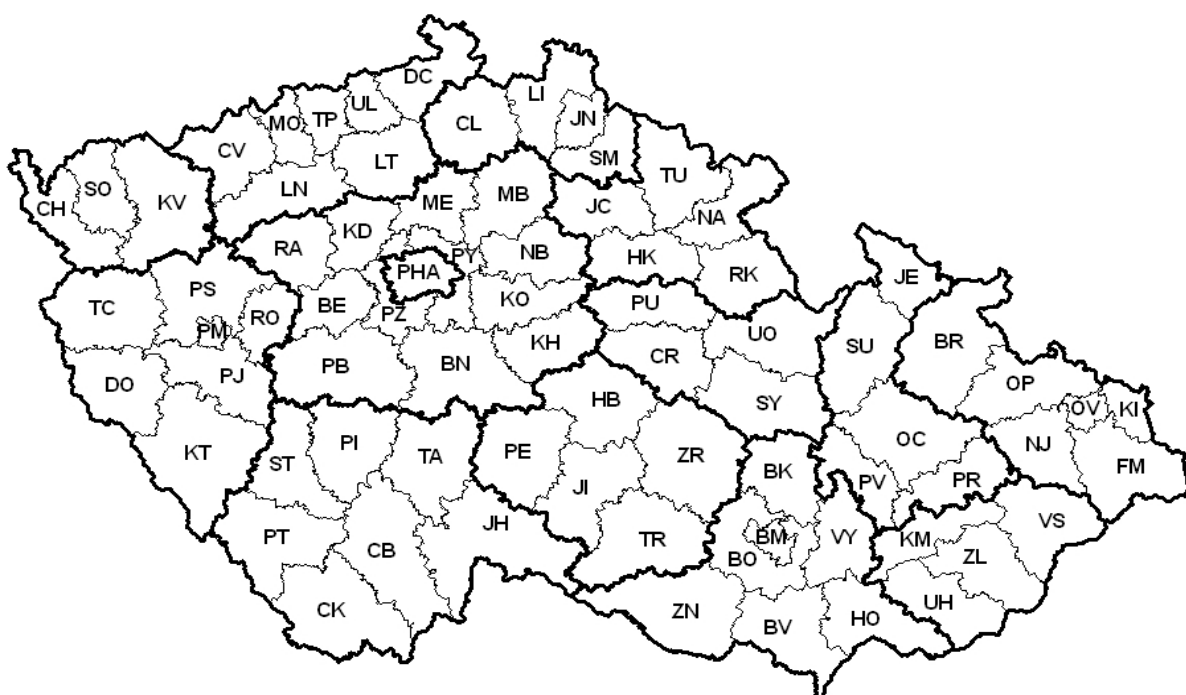 DC
LI
UL
TP
MO
CL
JN
CV
LT
SM
TU
SO
LN
MB
KV
ME
JC
NA
CH
KD
RA
PY
NB
HK
RK
PHA
JE
PS
KO
TC
BE
PU
RO
PZ
UO
PM
BR
KH
SU
CR
PB
BN
PJ
OP
DO
HB
SY
OV
KI
OC
NJ
PI
KT
ST
TA
PE
ZR
BK
FM
JI
PV
PR
JH
VS
PT
TR
BM
VY
KM
CB
BO
ZL
UH
CK
ZN
HO
BV